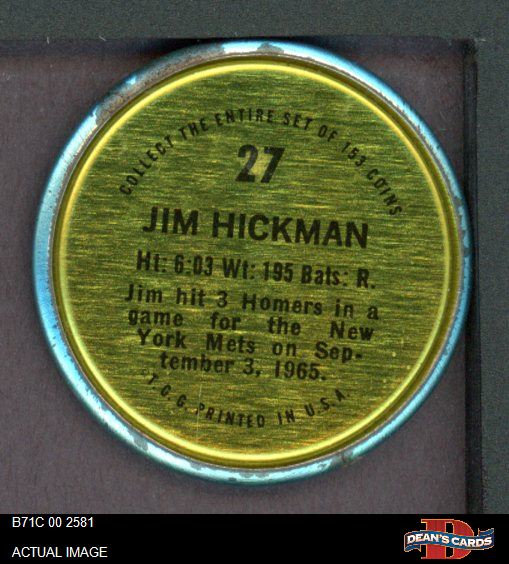 COLLECT THE ENTIRE SET OF 153 COINS
27
JIM HICKMAN
Ht: 6:03 Wt: 195 Bats: R.
Jim hit 3 Homers in a
game for the New
York Mets on Sep-
tember 3, 1965.
*T.C.G. PRINTED IN U.S.A.
B71C 00 2581
ACTUAL IMAGE
D
DEAN'S CARDS